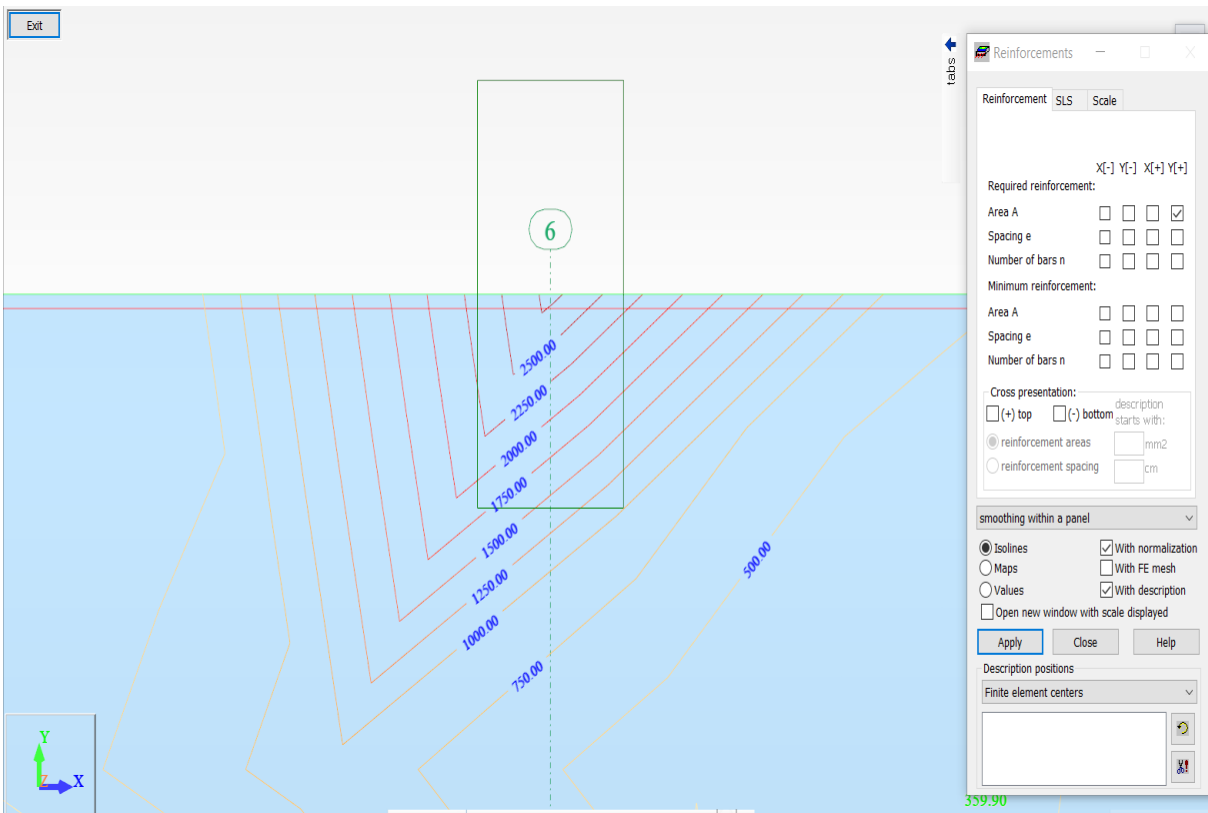 Exit
tabs
6
2500.00
2250.00
2000.00
1750.00
1500.00
1250.00
1000.00
750.00
500.00
359.90
Y
Z
X
Reinforcements
Reinforcement SLS Scale
X[-] Y[-] X[+] Y[+]
Required reinforcement:
Area A
Spacing e
Number of bars n
Minimum reinforcement:
Area A
Spacing e
Number of bars n
Cross presentation:
(+) top (-) bottom description
starts with:
reinforcement areas mm2
reinforcement spacing cm
smoothing within a panel
Isolines With normalization
Maps With FE mesh
Values With description
Open new window with scale displayed
Apply Close Help
Description positions
Finite element centers